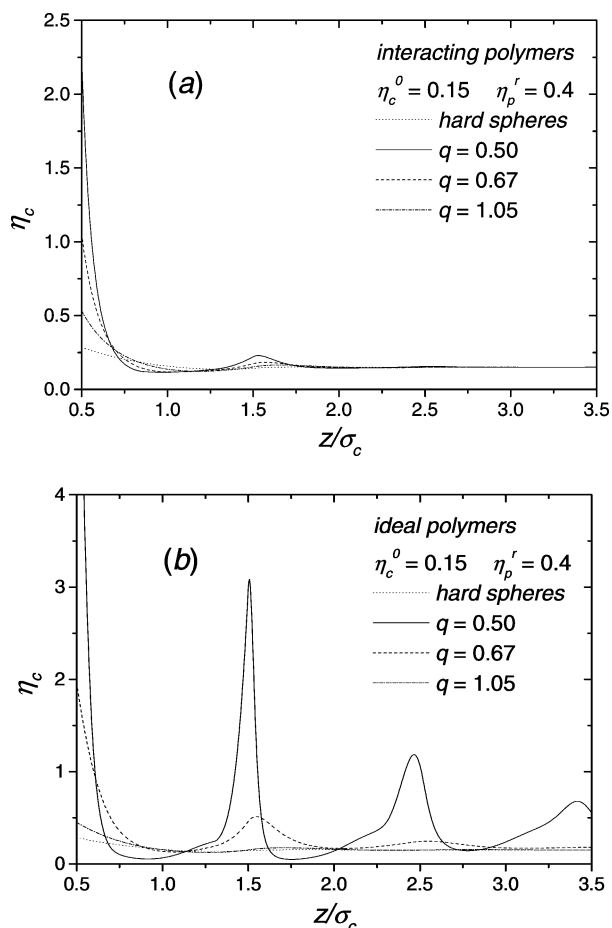 2.5
2.0
1.5
1.0
0.5
0.0
η_c
(a)
interacting polymers
η_c^0 = 0.15 η_p^r = 0.4
hard spheres
q = 0.50
q = 0.67
q = 1.05
0.5 1.0 1.5 2.0 2.5 3.0 3.5
z/σ_c
4
3
2
1
0
η_c
(b)
ideal polymers
η_c^0 = 0.15 η_p^r = 0.4
hard spheres
q = 0.50
q = 0.67
q = 1.05
0.5 1.0 1.5 2.0 2.5 3.0 3.5
z/σ_c